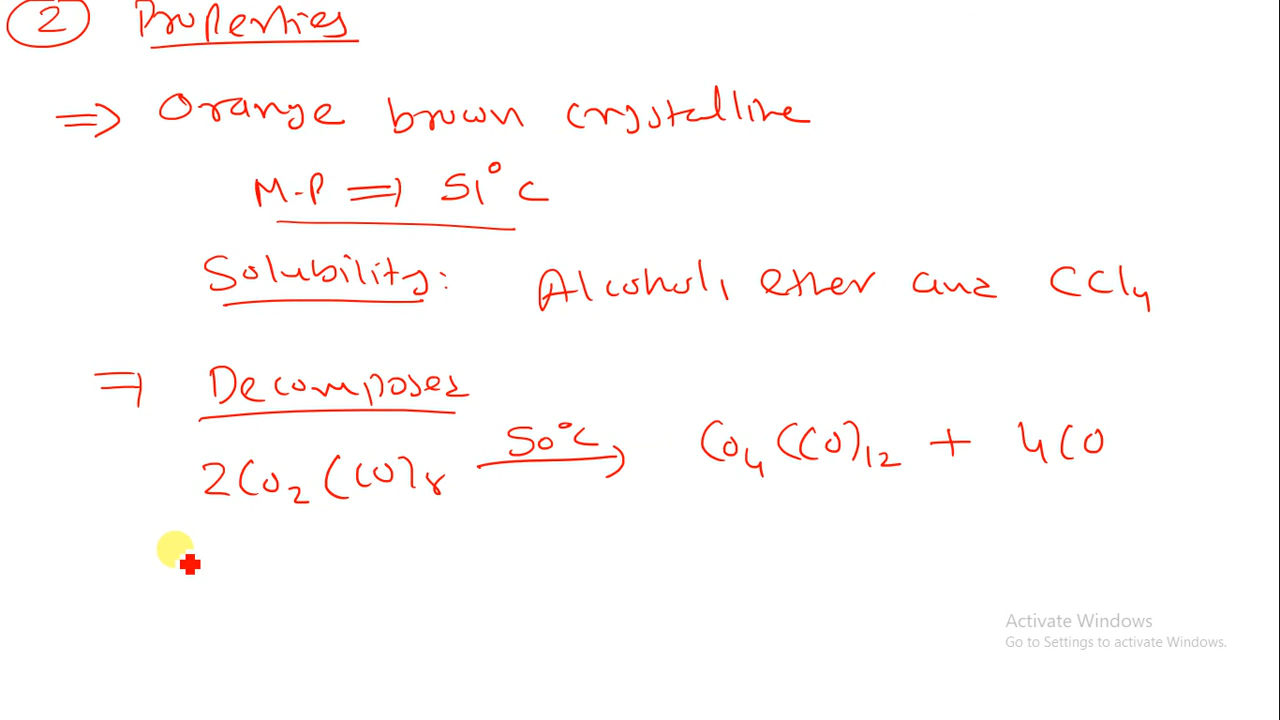 ② Properties
⇒ Orange brown crystalline
M.P ⇒ 51°C
Solubility: Alcohol, ether and CCl₄
⇒ Decomposes
2Co₂(CO)₈ 50°C → Co₄(CO)₁₂ + 4CO
Activate Windows
Go to Settings to activate Windows.